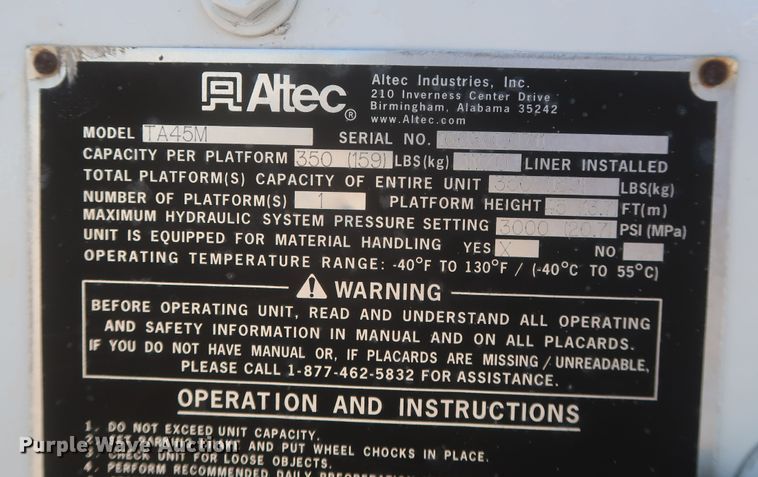 Altec®
Altec Industries, Inc.
210 Inverness Center Drive
Birmingham, Alabama 35242
www.Altec.com
MODEL TA45M SERIAL NO.
CAPACITY PER PLATFORM 350 (159) LBS(kg) LINER INSTALLED
TOTAL PLATFORM(S) CAPACITY OF ENTIRE UNIT LBS(kg)
NUMBER OF PLATFORM(S) 1 PLATFORM HEIGHT FT(m)
MAXIMUM HYDRAULIC SYSTEM PRESSURE SETTING 3000 (20.7) PSI (MPa)
UNIT IS EQUIPPED FOR MATERIAL HANDLING YES X NO
OPERATING TEMPERATURE RANGE: -40°F TO 130°F / (-40°C TO 55°C)
WARNING
BEFORE OPERATING UNIT, READ AND UNDERSTAND ALL OPERATING
AND SAFETY INFORMATION IN MANUAL AND ON ALL PLACARDS.
IF YOU DO NOT HAVE MANUAL OR, IF PLACARDS ARE MISSING / UNREADABLE,
PLEASE CALL 1-877-462-5832 FOR ASSISTANCE.
OPERATION AND INSTRUCTIONS
1. DO NOT EXCEED UNIT CAPACITY.
2. SET PARKING BRAKE AND PUT WHEEL CHOCKS IN PLACE.
3. CHECK UNIT FOR LOOSE OBJECTS.
4. PERFORM RECOMMENDED DAILY
Purple Wave Auction